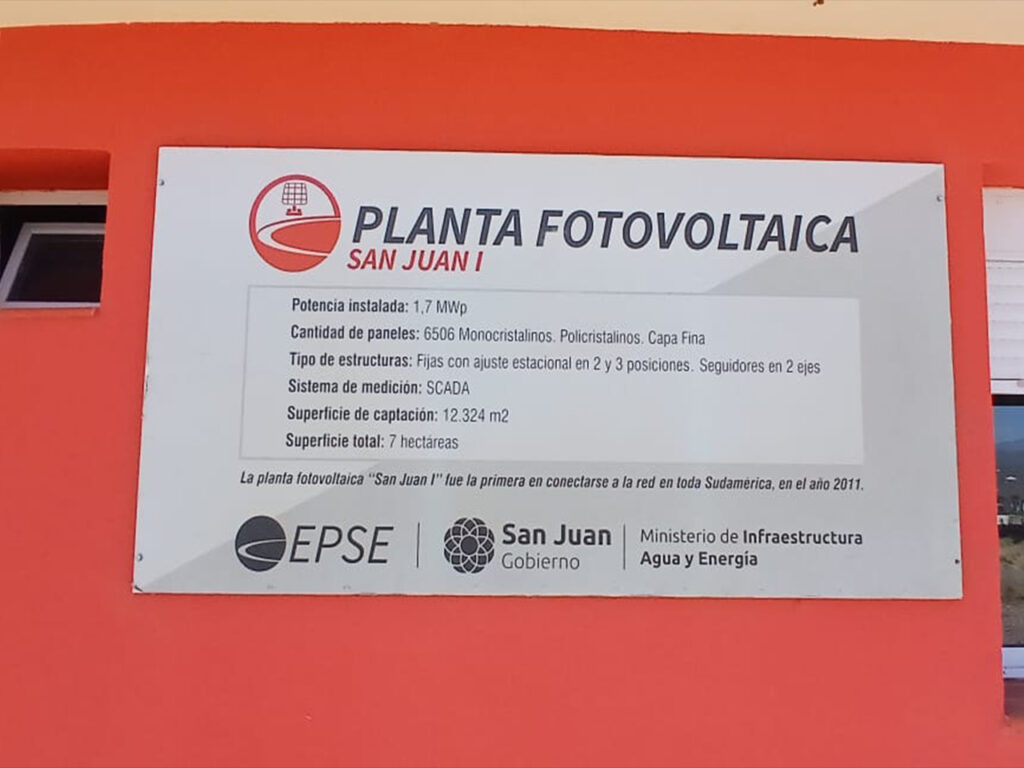 PLANTA FOTOVOLTAICA
SAN JUAN I
Potencia instalada: 1,7 MWp
Cantidad de paneles: 6506 Monocristalinos. Policristalinos. Capa Fina
Tipo de estructuras: Fijas con ajuste estacional en 2 y 3 posiciones. Seguidores en 2 ejes
Sistema de medición: SCADA
Superficie de captación: 12.324 m2
Superficie total: 7 hectáreas
La planta fotovoltaica "San Juan I" fue la primera en conectarse a la red en toda Sudamérica, en el año 2011.
EPSE
San Juan
Gobierno
Ministerio de Infraestructura
Agua y Energía